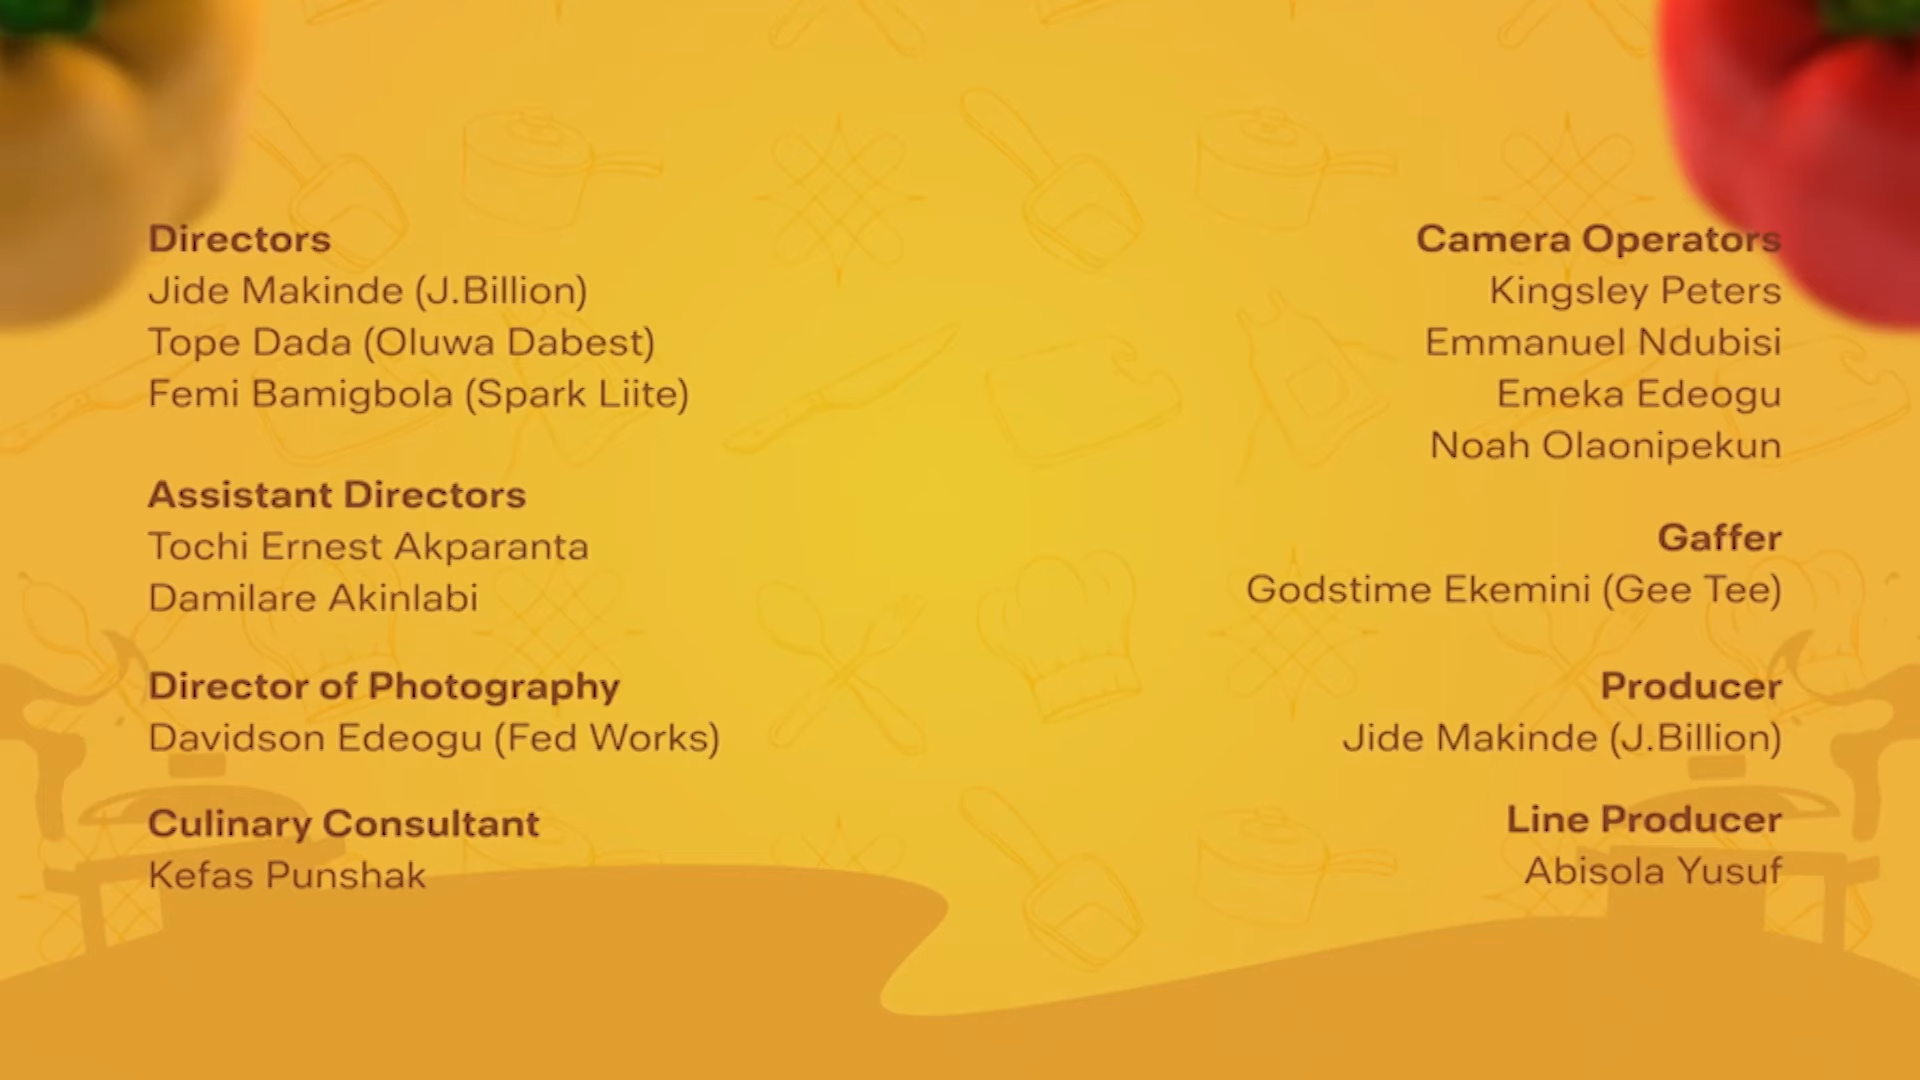 Directors
Jide Makinde (J.Billion)
Tope Dada (Oluwa Dabest)
Femi Bamigbola (Spark Liite)
Assistant Directors
Tochi Ernest Akparanta
Damilare Akinlabi
Director of Photography
Davidson Edeogu (Fed Works)
Culinary Consultant
Kefas Punshak
Camera Operators
Kingsley Peters
Emmanuel Ndubisi
Emeka Edeogu
Noah Olaonipekun
Gaffer
Godstime Ekemini (Gee Tee)
Producer
Jide Makinde (J.Billion)
Line Producer
Abisola Yusuf